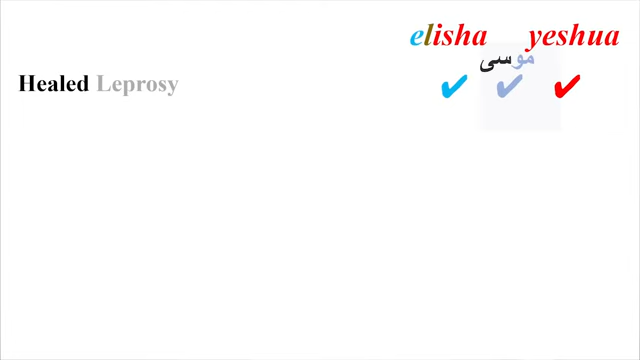 elisha yeshua
موسی
Healed Leprosy ✔ ✔ ✔